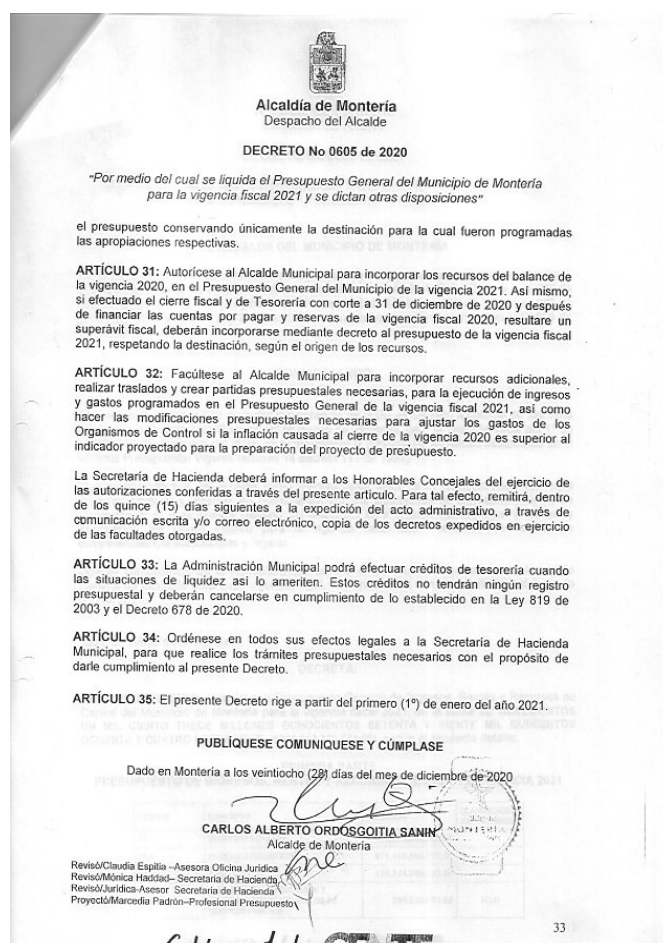 Alcaldía de Montería
Despacho del Alcalde
DECRETO No 0605 de 2020
"Por medio del cual se liquida el Presupuesto General del Municipio de Montería
para la vigencia fiscal 2021 y se dictan otras disposiciones"
el presupuesto conservando únicamente la destinación para la cual fueron programadas
las apropiaciones respectivas.
ARTÍCULO 31: Autorícese al Alcalde Municipal para incorporar los recursos del balance de
la vigencia 2020, en el Presupuesto General del Municipio de la vigencia 2021. Así mismo,
si efectuado el cierre fiscal y de Tesorería con corte a 31 de diciembre de 2020 y después
de financiar las cuentas por pagar y reservas de la vigencia fiscal 2020, resultare un
superávit fiscal, deberán incorporarse mediante decreto al presupuesto de la vigencia fiscal
2021, respetando la destinación, según el origen de los recursos.
ARTÍCULO 32: Facúltese al Alcalde Municipal para incorporar recursos adicionales,
realizar traslados y crear partidas presupuestales necesarias, para la ejecución de ingresos
y gastos programados en el Presupuesto General de la vigencia fiscal 2021, así como
hacer las modificaciones presupuestales necesarias para ajustar los gastos de los
Organismos de Control si la inflación causada al cierre de la vigencia 2020 es superior al
indicador proyectado para la preparación del proyecto de presupuesto.
La Secretaría de Hacienda deberá informar a los Honorables Concejales del ejercicio de
las autorizaciones conferidas a través del presente articulo. Para tal efecto, remitirá, dentro
de los quince (15) días siguientes a la expedición del acto administrativo, a través de
comunicación escrita y/o correo electrónico, copia de los decretos expedidos en ejercicio
de las facultades otorgadas.
ARTÍCULO 33: La Administración Municipal podrá efectuar créditos de tesorería cuando
las situaciones de liquidez así lo ameriten. Estos créditos no tendrán ningún registro
presupuestal y deberán cancelarse en cumplimiento de lo establecido en la Ley 819 de
2003 y el Decreto 678 de 2020.
ARTÍCULO 34: Ordénese en todos sus efectos legales a la Secretaría de Hacienda
Municipal, para que realice los trámites presupuestales necesarios con el propósito de
darle cumplimiento al presente Decreto.
ARTÍCULO 35: El presente Decreto rige a partir del primero (1º) de enero del año 2021.
PUBLÍQUESE COMUNIQUESE Y CÚMPLASE
Dado en Montería a los veintiocho (28) días del mes de diciembre de 2020
CARLOS ALBERTO ORDOSGOITIA SANIN
Alcalde de Montería
Revisó/Claudia Espitia –Asesora Oficina Jurídica
Revisó/Mónica Haddad– Secretaria de Hacienda
Revisó/Jurídica-Asesor Secretaria de Hacienda
Proyectó/Marcedia Padrón–Profesional Presupuesto
33